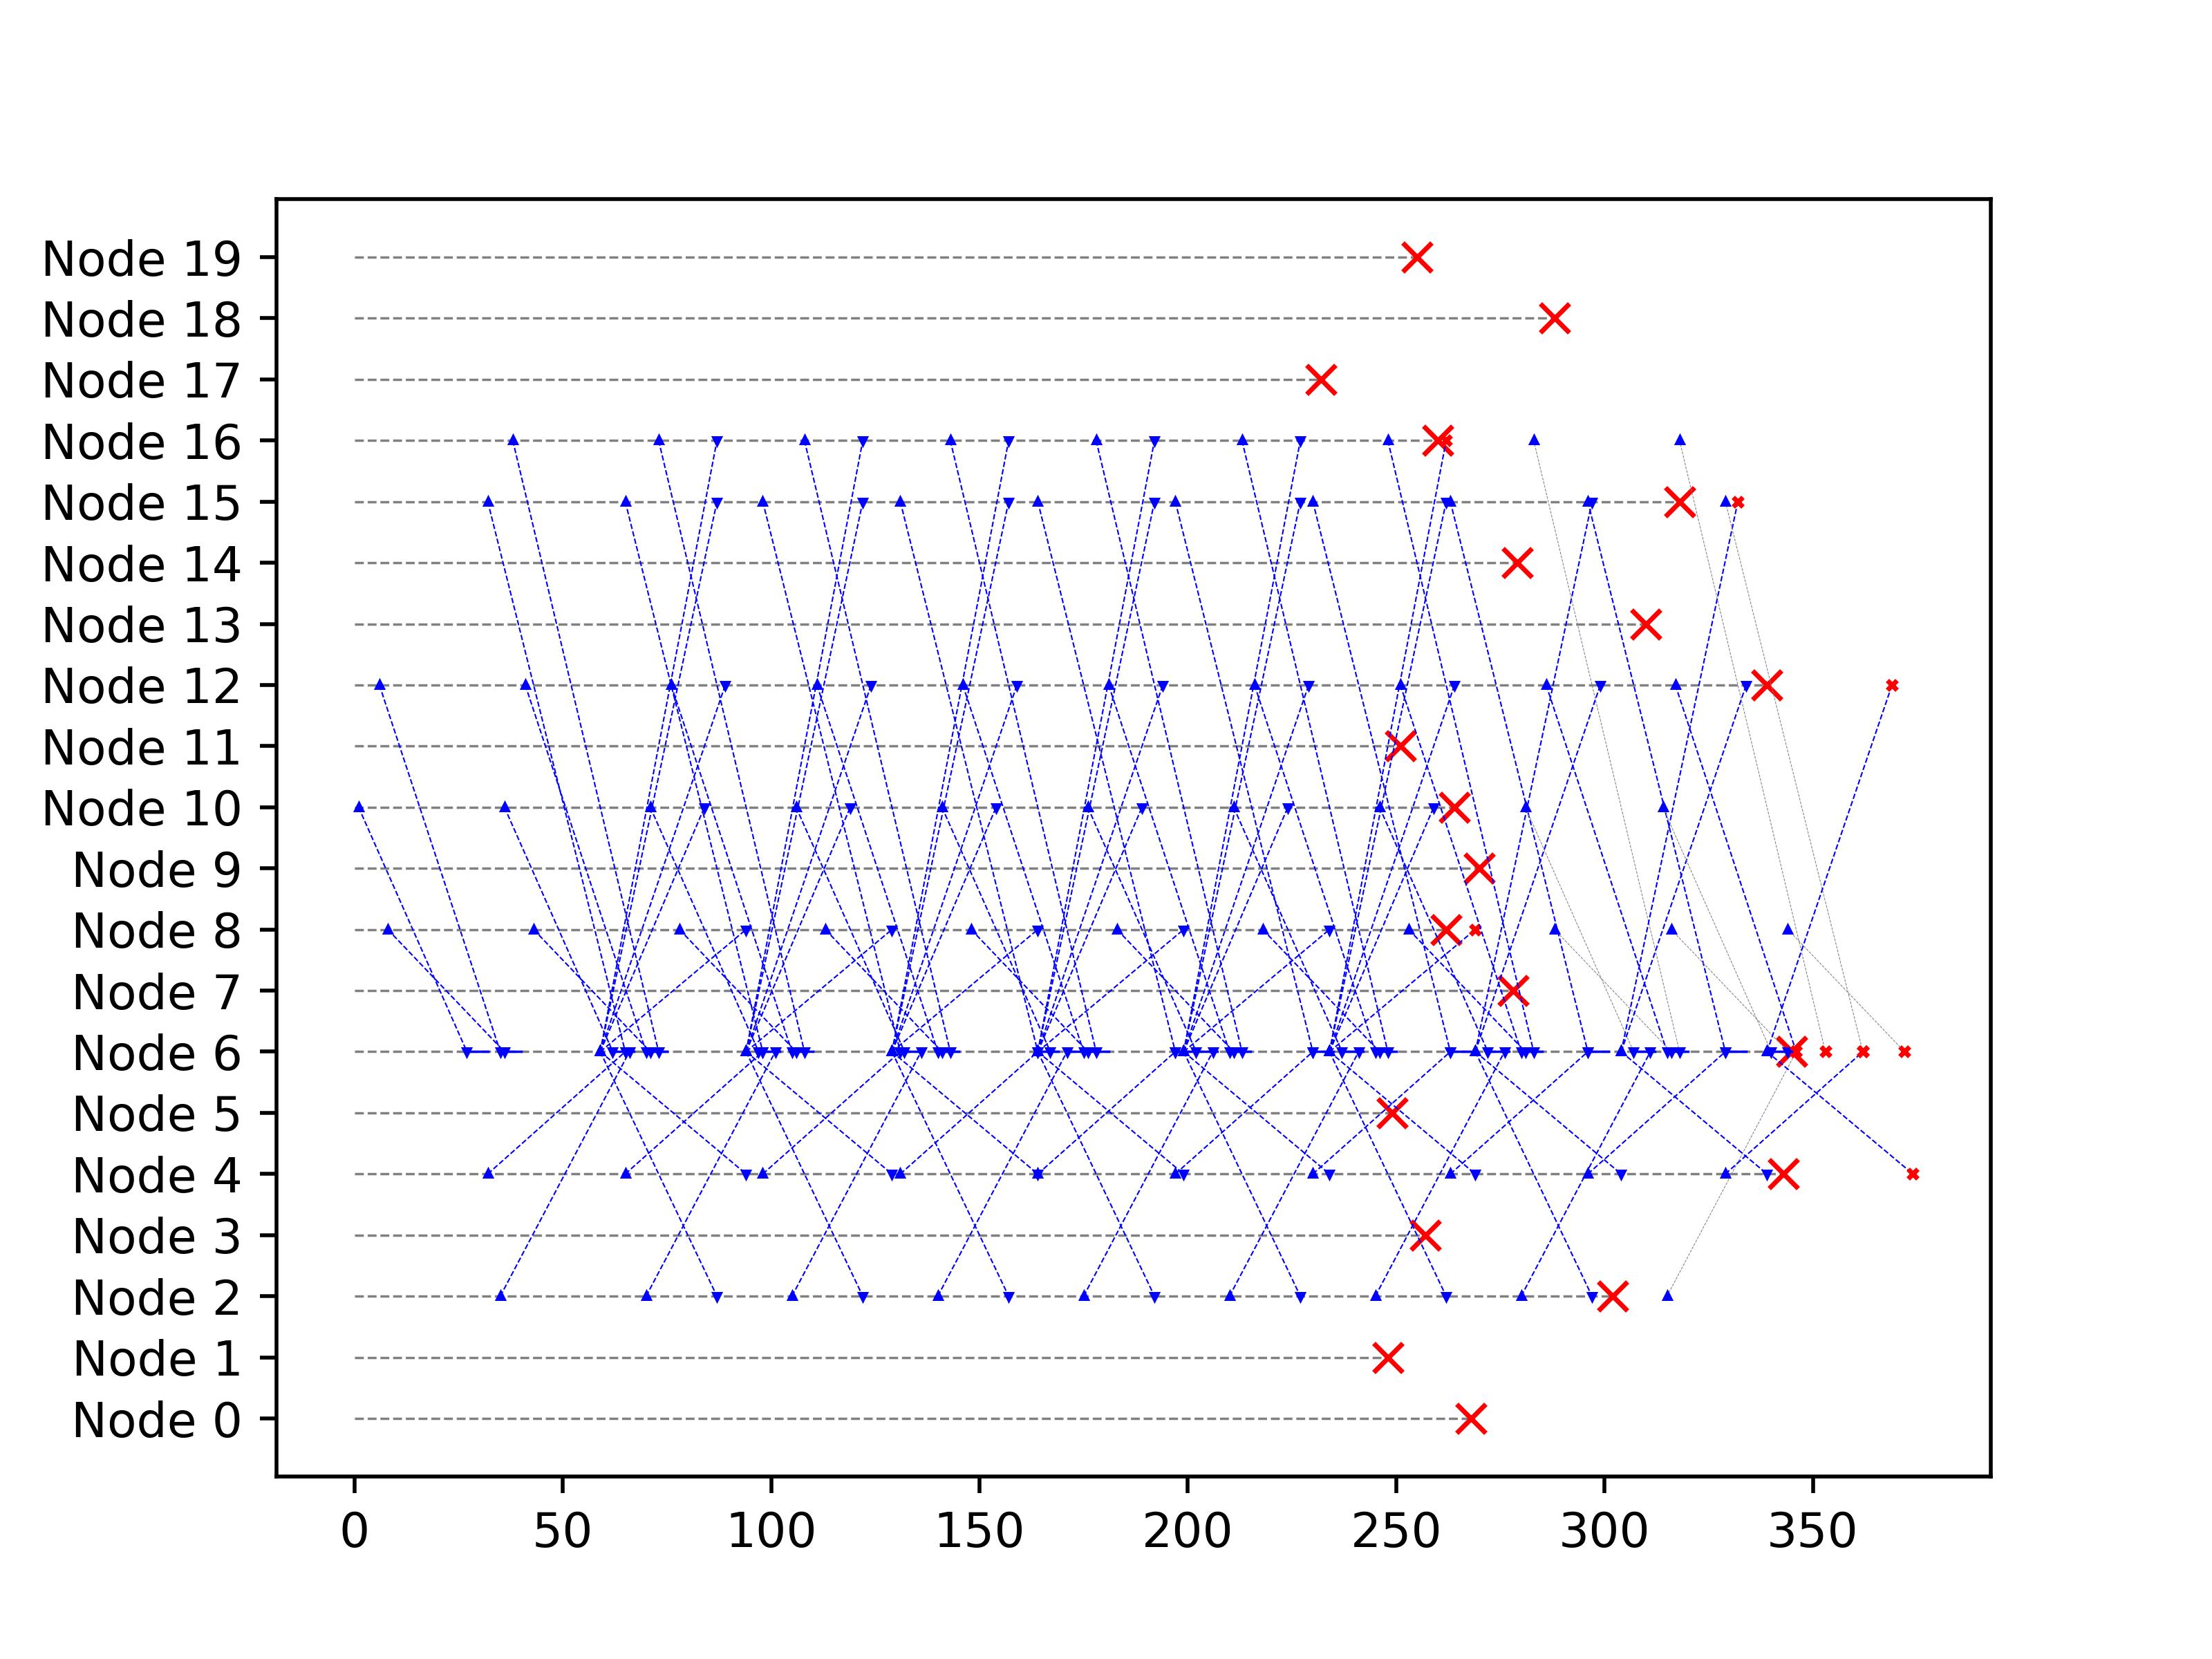 Node 19
Node 18
Node 17
Node 16
Node 15
Node 14
Node 13
Node 12
Node 11
Node 10
Node 9
Node 8
Node 7
Node 6
Node 5
Node 4
Node 3
Node 2
Node 1
Node 0
0 50 100 150 200 250 300 350